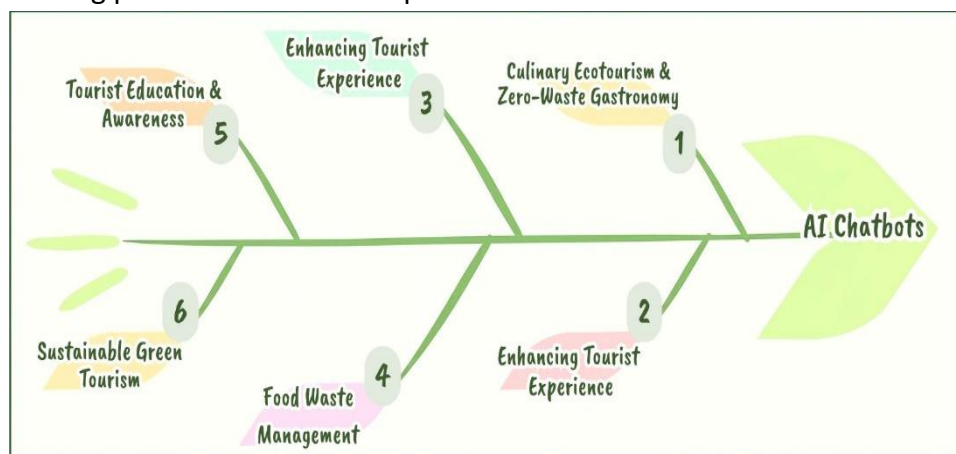 Enhancing Tourist
Experience
3
Culinary Ecotourism &
Zero-Waste Gastronomy
1
Tourist Education &
Awareness
5
AI Chatbots
6
Sustainable Green
Tourism
4
Food Waste
Management
2
Enhancing Tourist
Experience